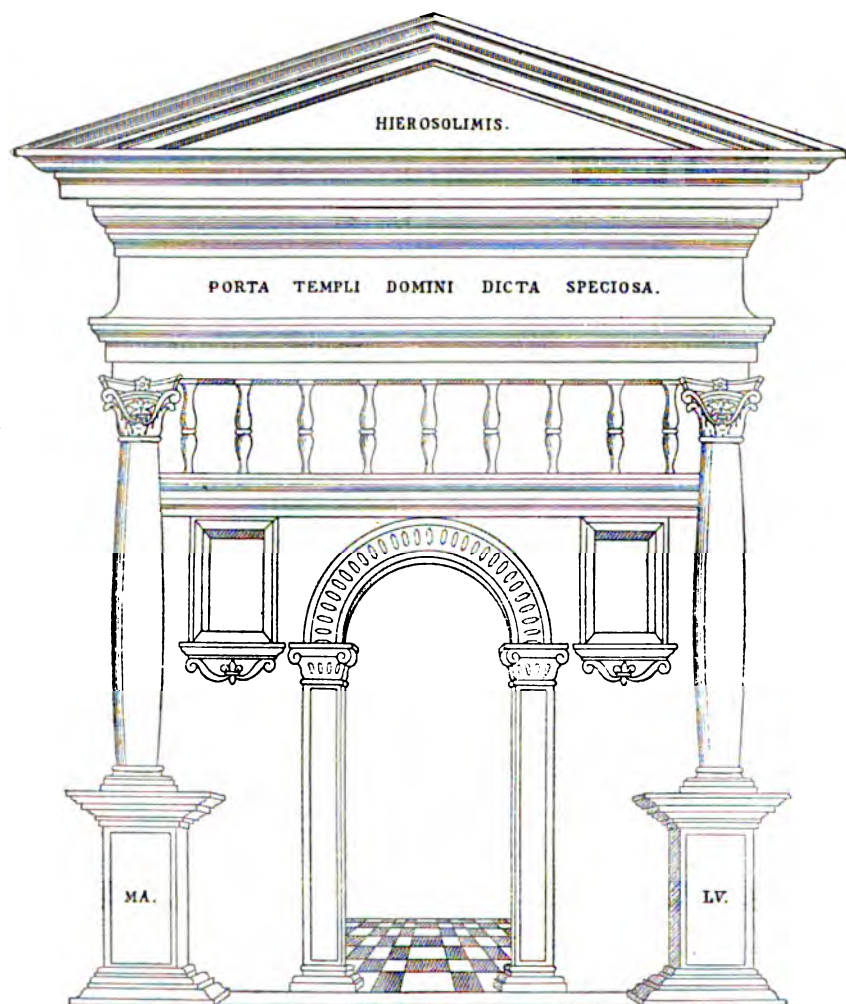 HIEROSOLIMIS.
PORTA TEMPLI DOMINI DICTA SPECIOSA.
MA. LV.